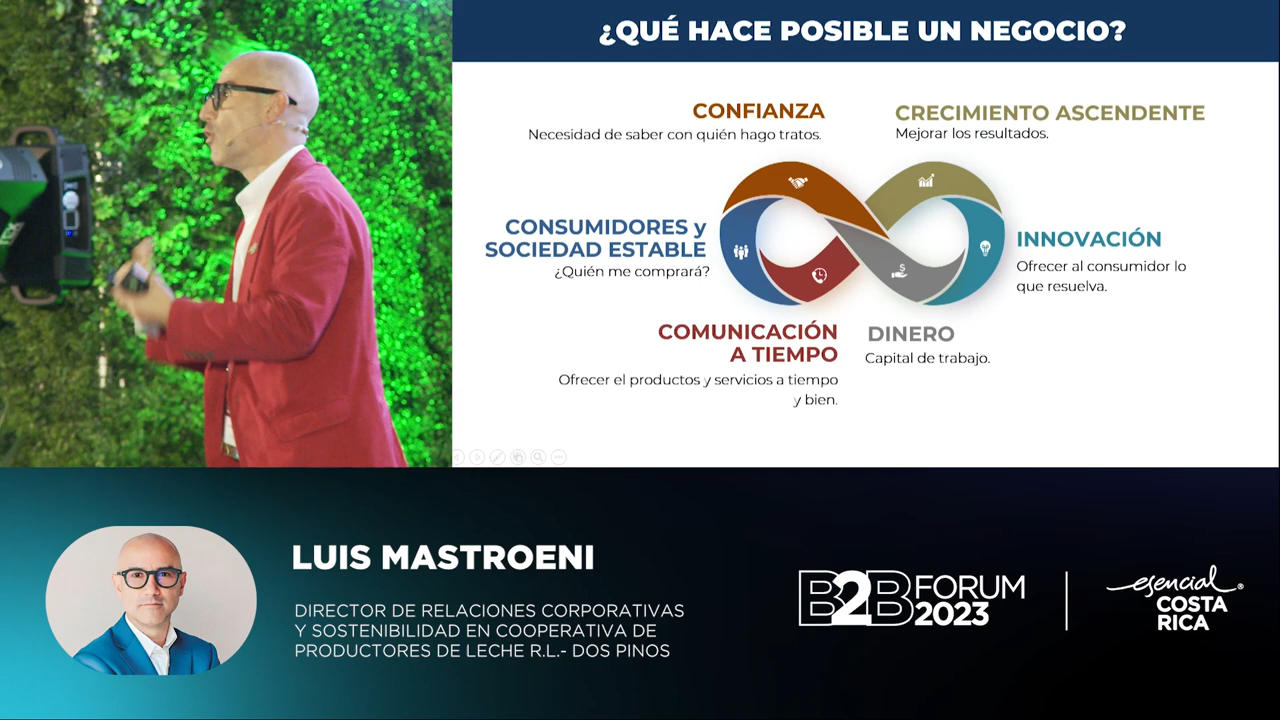 ¿QUÉ HACE POSIBLE UN NEGOCIO?
CONFIANZA
Necesidad de saber con quién hago tratos.
CRECIMIENTO ASCENDENTE
Mejorar los resultados.
CONSUMIDORES y
SOCIEDAD ESTABLE
¿Quién me comprará?
INNOVACIÓN
Ofrecer al consumidor lo
que resuelva.
$
COMUNICACIÓN
A TIEMPO
Ofrecer el productos y servicios a tiempo
y bien.
DINERO
Capital de trabajo.
LUIS MASTROENI
DIRECTOR DE RELACIONES CORPORATIVAS
Y SOSTENIBILIDAD EN COOPERATIVA DE
PRODUCTORES DE LECHE R.L.- DOS PINOS
B2B FORUM
2023
esencial
COSTA
RICA